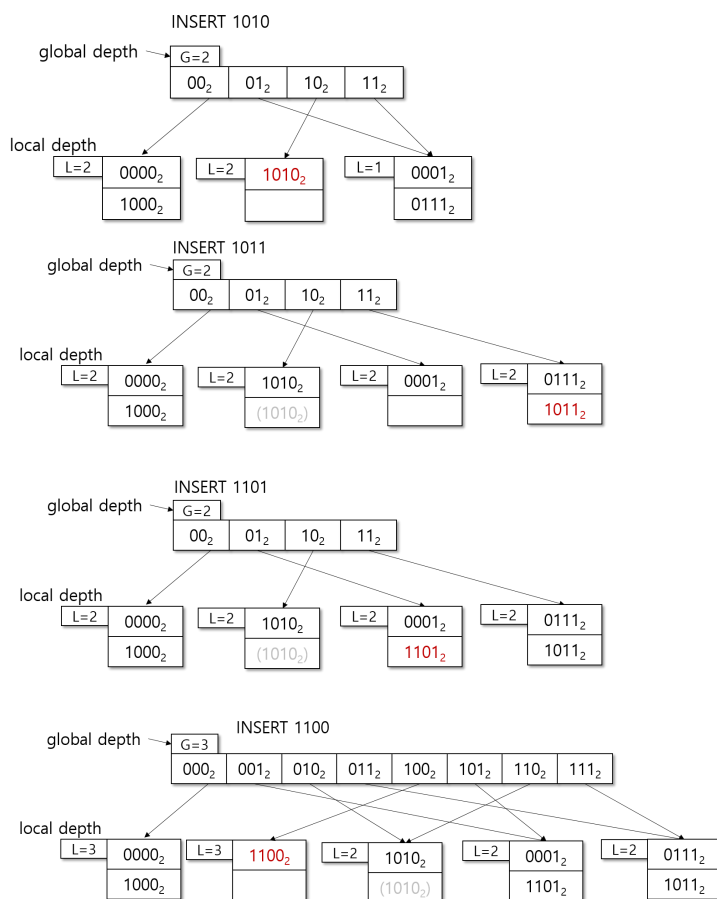 INSERT 1010
global depth
G=2
00₂ 01₂ 10₂ 11₂
local depth
L=2 0000₂ L=2 1010₂ L=1 0001₂
1000₂ 0111₂
INSERT 1011
global depth
G=2
00₂ 01₂ 10₂ 11₂
local depth
L=2 0000₂ L=2 1010₂ L=2 0001₂ L=2 0111₂
1000₂ (1010₂) 1011₂
INSERT 1101
global depth
G=2
00₂ 01₂ 10₂ 11₂
local depth
L=2 0000₂ L=2 1010₂ L=2 0001₂ L=2 0111₂
1000₂ (1010₂) 1101₂ 1011₂
INSERT 1100
global depth
G=3
000₂ 001₂ 010₂ 011₂ 100₂ 101₂ 110₂ 111₂
local depth
L=3 0000₂ L=3 1100₂ L=2 1010₂ L=2 0001₂ L=2 0111₂
1000₂ (1010₂) 1101₂ 1011₂